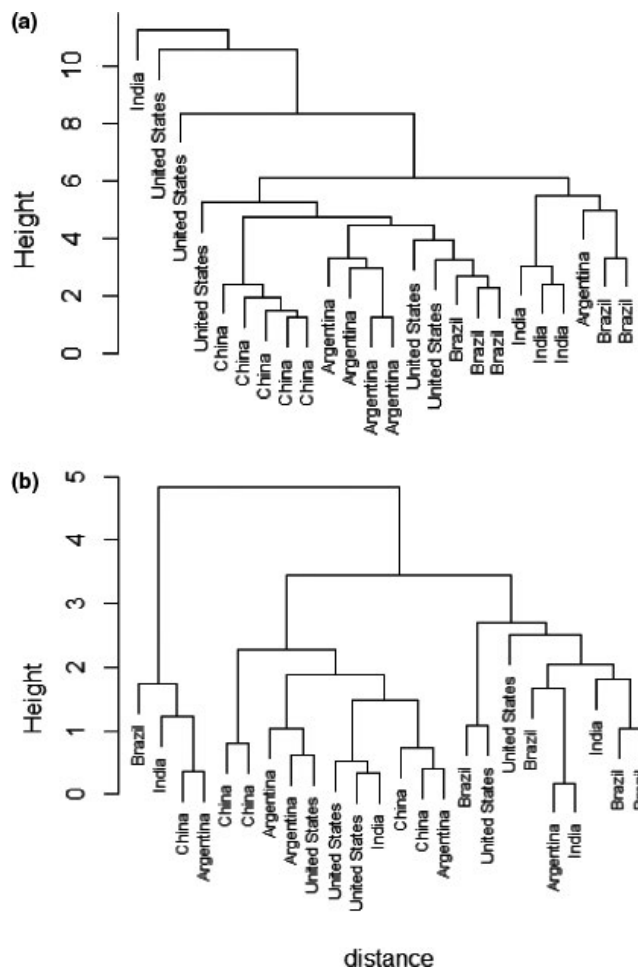 (a)
Height
10
8
6
4
2
0
India
United States
United States
United States
China
China
China
China
China
Argentina
Argentina
Argentina
Argentina
United States
United States
Brazil
Brazil
Brazil
India
India
India
Argentina
Brazil
Brazil
(b)
Height
5
4
3
2
1
0
Brazil
India
China
Argentina
China
China
Argentina
Argentina
United States
United States
United States
India
China
China
Argentina
Brazil
United States
United States
Brazil
Argentina
India
India
Brazil
distance